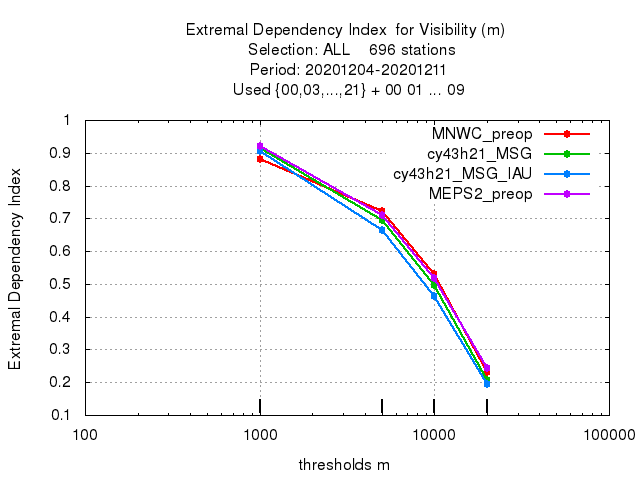 Extremal Dependency Index  for Visibility (m)
Selection: ALL    696 stations
Period: 20201204-20201211
Used {00,03,...,21} + 00 01 ... 09
Extremal Dependency Index
1
0.9
0.8
0.7
0.6
0.5
0.4
0.3
0.2
0.1
MNWC_preop
cy43h21_MSG
cy43h21_MSG_IAU
MEPS2_preop
100
1000
10000
100000
thresholds m